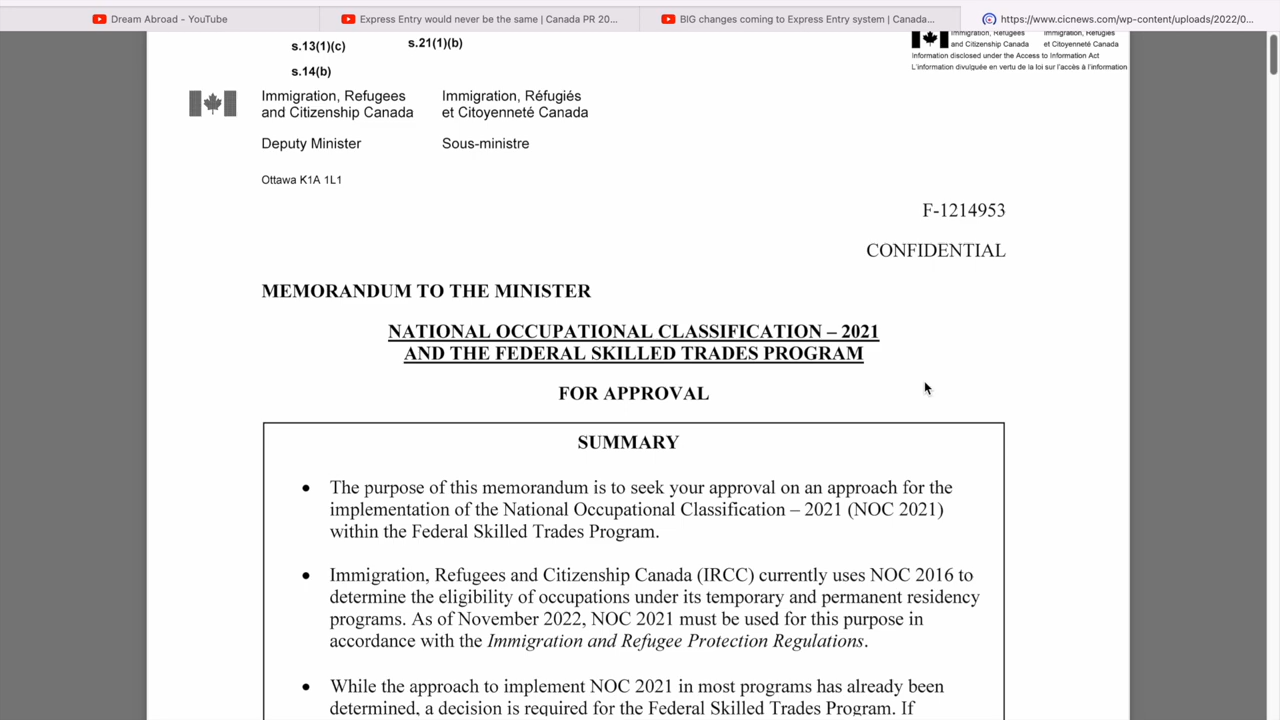 Dream Abroad - YouTube
Express Entry would never be the same | Canada PR 20...
BIG changes coming to Express Entry system | Canada...
https://www.cicnews.com/wp-content/uploads/2022/0...
s.13(1)(c)
s.21(1)(b)
s.14(b)
Immigration, Refugees Immigration, Réfugiés
and Citizenship Canada et Citoyenneté Canada
Information disclosed under the Access to Information Act
L'information divulguée en vertu de la loi sur l'accès à l'information
Immigration, Refugees Immigration, Réfugiés
and Citizenship Canada et Citoyenneté Canada
Deputy Minister Sous-ministre
Ottawa K1A 1L1
F-1214953
CONFIDENTIAL
MEMORANDUM TO THE MINISTER
NATIONAL OCCUPATIONAL CLASSIFICATION – 2021
AND THE FEDERAL SKILLED TRADES PROGRAM
FOR APPROVAL
SUMMARY
• The purpose of this memorandum is to seek your approval on an approach for the
implementation of the National Occupational Classification – 2021 (NOC 2021)
within the Federal Skilled Trades Program.
• Immigration, Refugees and Citizenship Canada (IRCC) currently uses NOC 2016 to
determine the eligibility of occupations under its temporary and permanent residency
programs. As of November 2022, NOC 2021 must be used for this purpose in
accordance with the Immigration and Refugee Protection Regulations.
• While the approach to implement NOC 2021 in most programs has already been
determined, a decision is required for the Federal Skilled Trades Program. If